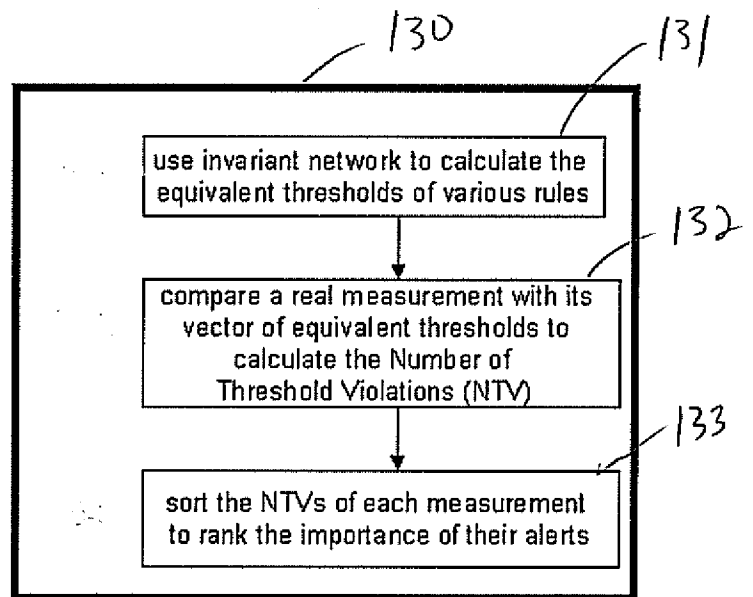 130
131
use invariant network to calculate the
equivalent thresholds of various rules
132
compare a real measurement with its
vector of equivalent thresholds to
calculate the Number of
Threshold Violations (NTV)
133
sort the NTVs of each measurement
to rank the importance of their alerts